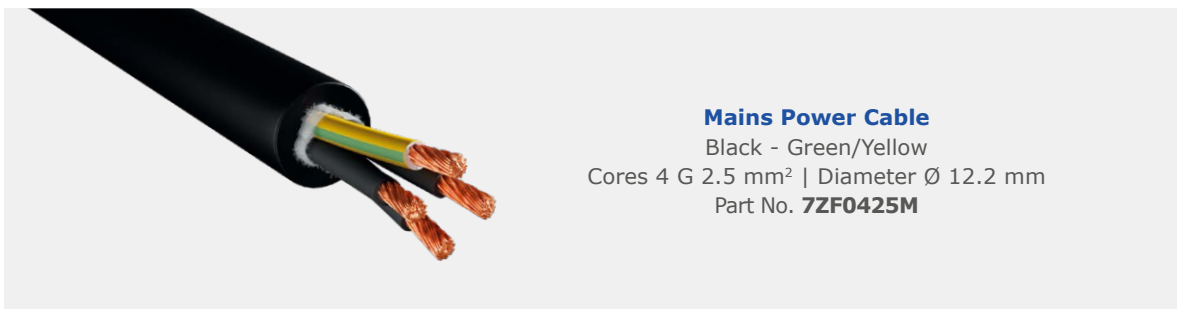 Mains Power Cable
Black - Green/Yellow
Cores 4 G 2.5 mm² | Diameter Ø 12.2 mm
Part No. 7ZF0425M